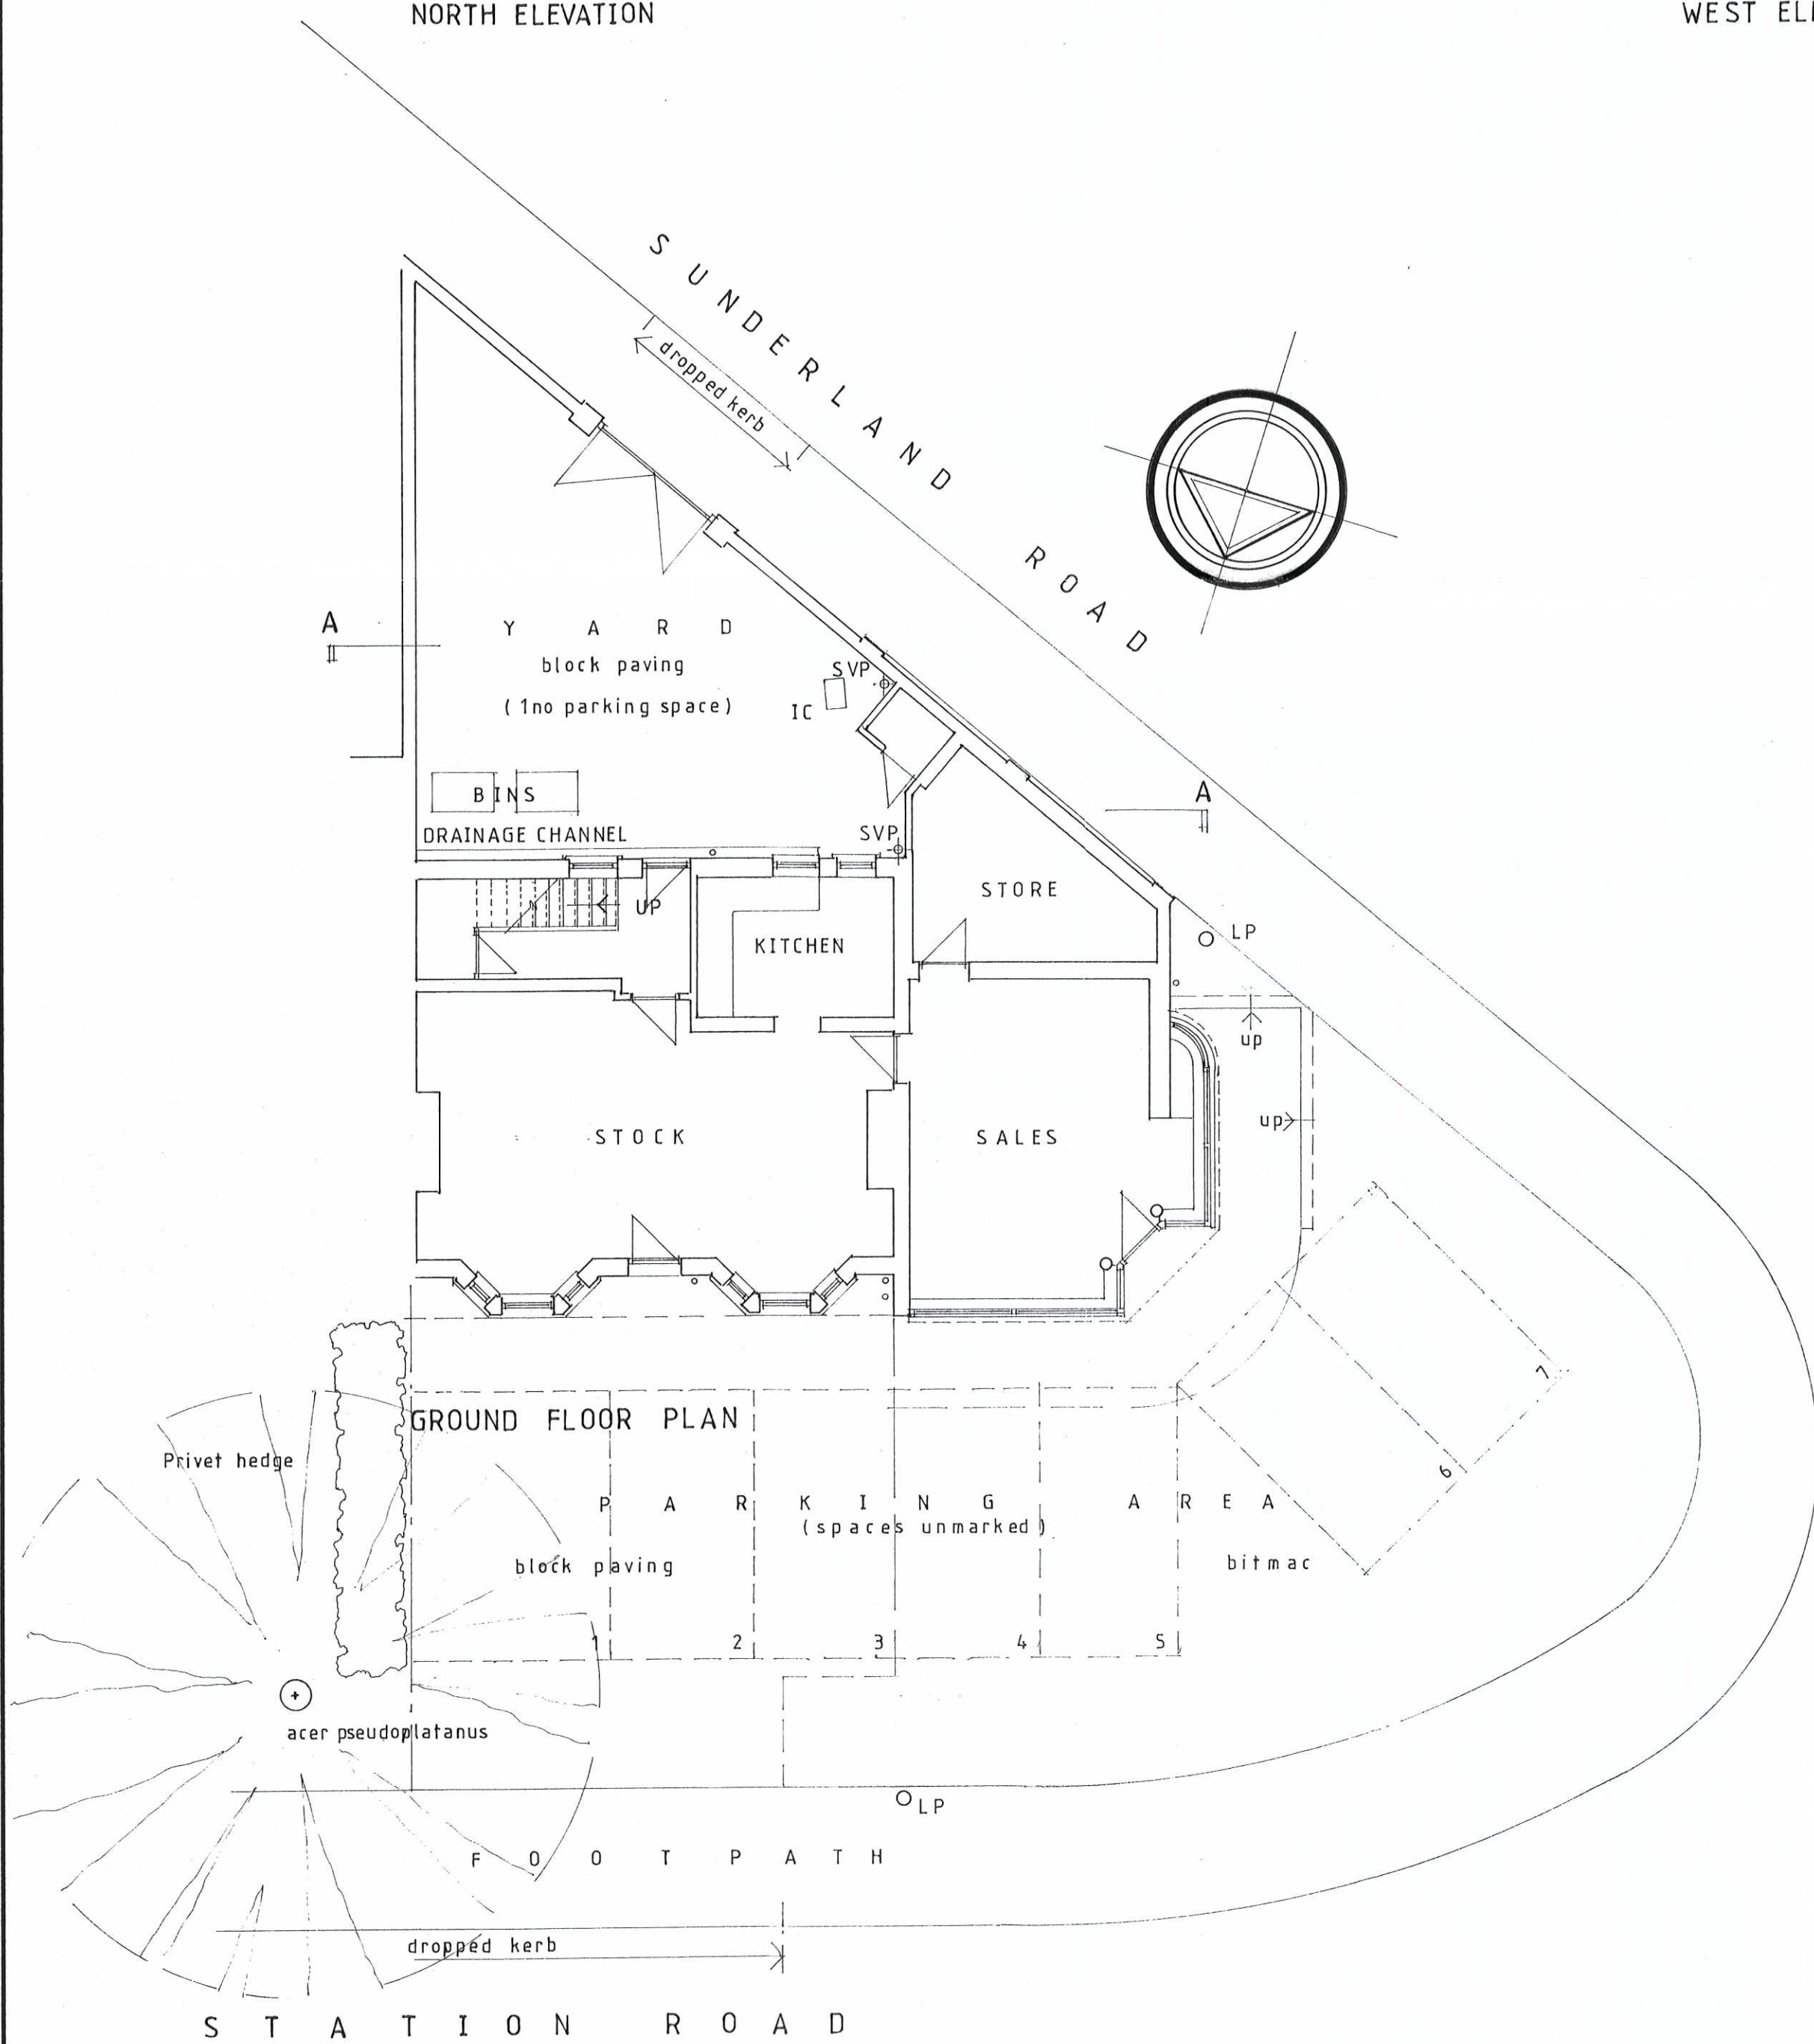 NORTH ELEVATION
WEST ELE
SUNDERLAND ROAD
dropped kerb
A
YARD
block paving
(1no parking space)
SVP
IC
BINS
DRAINAGE CHANNEL
SVP
A
UP
KITCHEN
STORE
LP
up
up
STOCK
SALES
GROUND FLOOR PLAN
Privet hedge
PARKING AREA
(spaces unmarked)
block paving
bitmac
1
2
3
4
5
6
7
acer pseudoplatanus
LP
FOOTPATH
dropped kerb
STATION ROAD